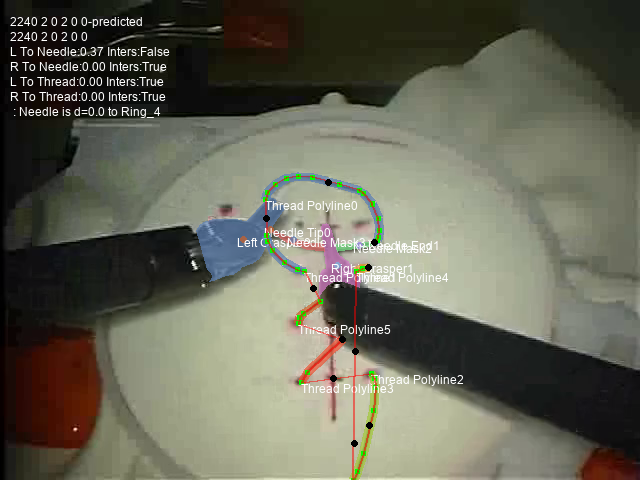 2240 2 0 2 0 0-predicted
2240 2 0 2 0 0
L To Needle:0.37 Inters:False
R To Needle:0.00 Inters:True
L To Thread:0.00 Inters:True
R To Thread:0.00 Inters:True
: Needle is d=0.0 to Ring_4
Thread Polyline0
Needle Tip0
Needle Mask3
Needle End1
Needle Mask2
Thread Polyline4
Thread Polyline5
Thread Polyline2
Thread Polyline3